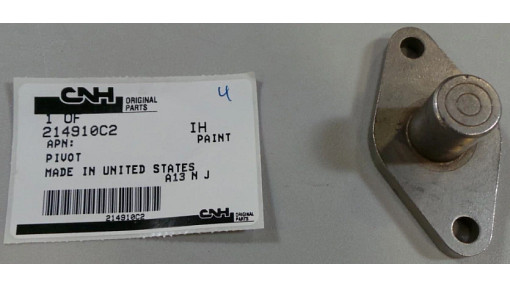 CNH ORIGINAL PARTS
4
1 OF
214910C2 IH
APN: PAINT
PIVOT
MADE IN UNITED STATES
A13 N J
214910C2
CNH ORIGINAL PARTS